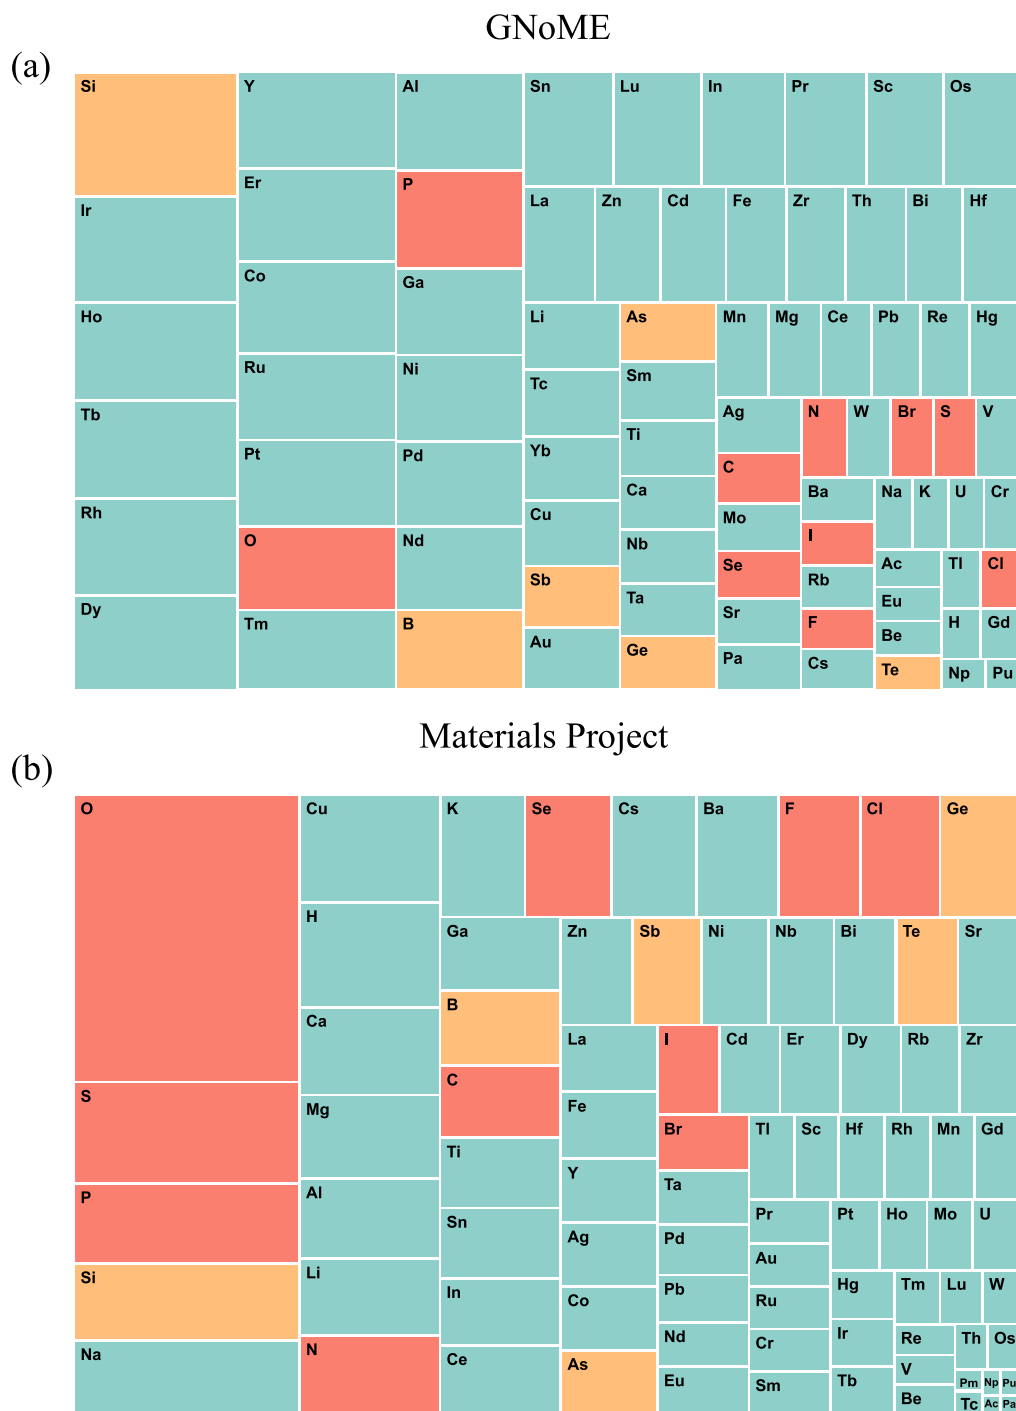 GNoME
(a)
Si Y Al Sn Lu In Pr Sc Os
Er P
Ir La Zn Cd Fe Zr Th Bi Hf
Co Ga
Ho Li As Mn Mg Ce Pb Re Hg
Ru Ni Tc Sm
Tb Ag N W Br S V
Pt Pd Yb Ti C
Rh Cu Ca Mo Ba Na K U Cr
O Nd Nb I
Sb Se Rb Ac Tl Cl
Dy Ta Sr F Eu H Gd
Tm B Au Ge Be
Pa Cs Te Np Pu
Materials Project
(b)
O Cu K Se Cs Ba F Cl Ge
H Ga Zn Sb Ni Nb Bi Te Sr
B
Ca La I Cd Er Dy Rb Zr
S C Fe
Mg Ti Br Tl Sc Hf Rh Mn Gd
P Al Y Ta
Sn Ag Pd Pr Pt Ho Mo U
Si Li In Co Pb Au Hg Tm Lu W
Ru
Na N Ce As Nd Cr Ir Re Th Os
Eu Sm Tb V Pm Np Pu
Be Tc Ac Pa